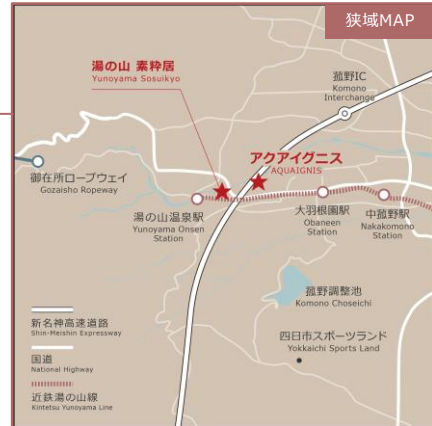 狭域MAP
湯の山 素粋居
Yunoyama Sosuikyo
菰野IC
Komono
Interchange
アクアイグニス
AQUAIGNIS
御在所ロープウェイ
Gozaisho Ropeway
湯の山温泉駅
Yunoyama Onsen
Station
大羽根園駅
Obaneen
Station
中菰野駅
Nakakomono
Station
菰野調整池
Komono Choseichi
四日市スポーツランド
Yokkaichi Sports Land
新名神高速道路
Shin-Meishin Expressway
国道
National Highway
近鉄湯の山線
Kintetsu Yunoyama Line